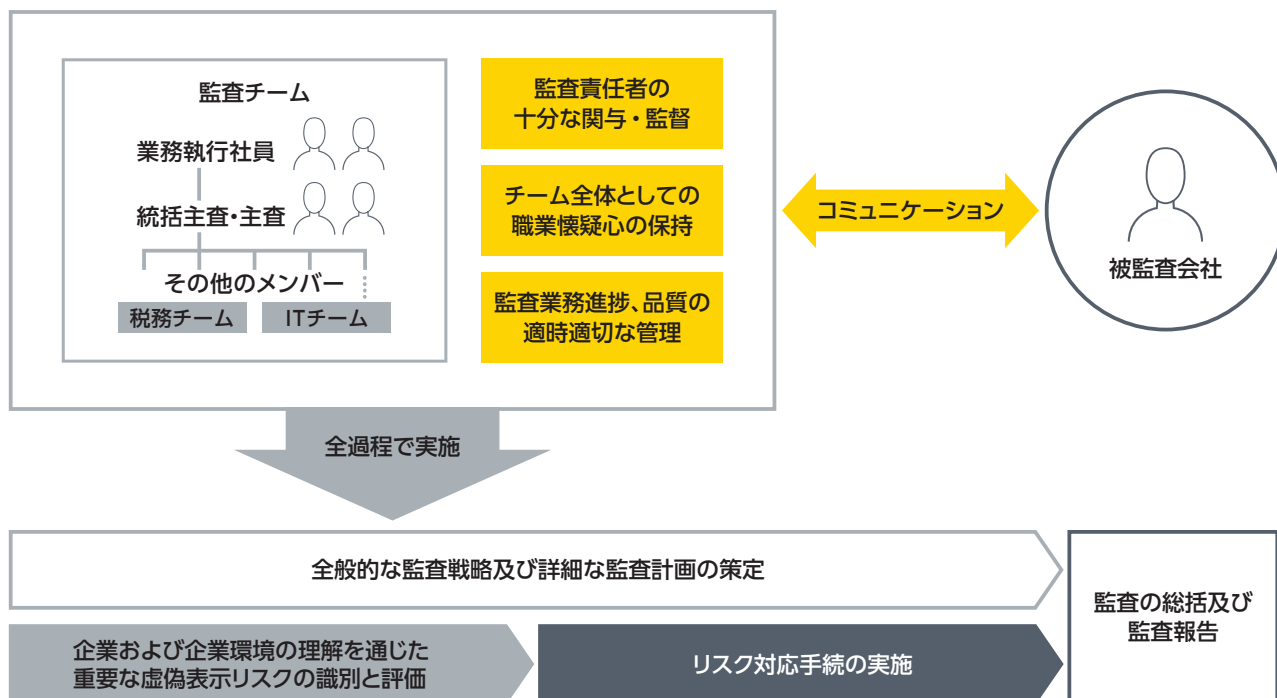 監査チーム
業務執行社員
統括主査・主査
その他のメンバー
税務チーム
ITチーム
監査責任者の
十分な関与・監督
チーム全体としての
職業懐疑心の保持
監査業務進捗、品質の
適時適切な管理
コミュニケーション
被監査会社
全過程で実施
全般的な監査戦略及び詳細な監査計画の策定
企業および企業環境の理解を通じた
重要な虚偽表示リスクの識別と評価
リスク対応手続の実施
監査の総括及び
監査報告